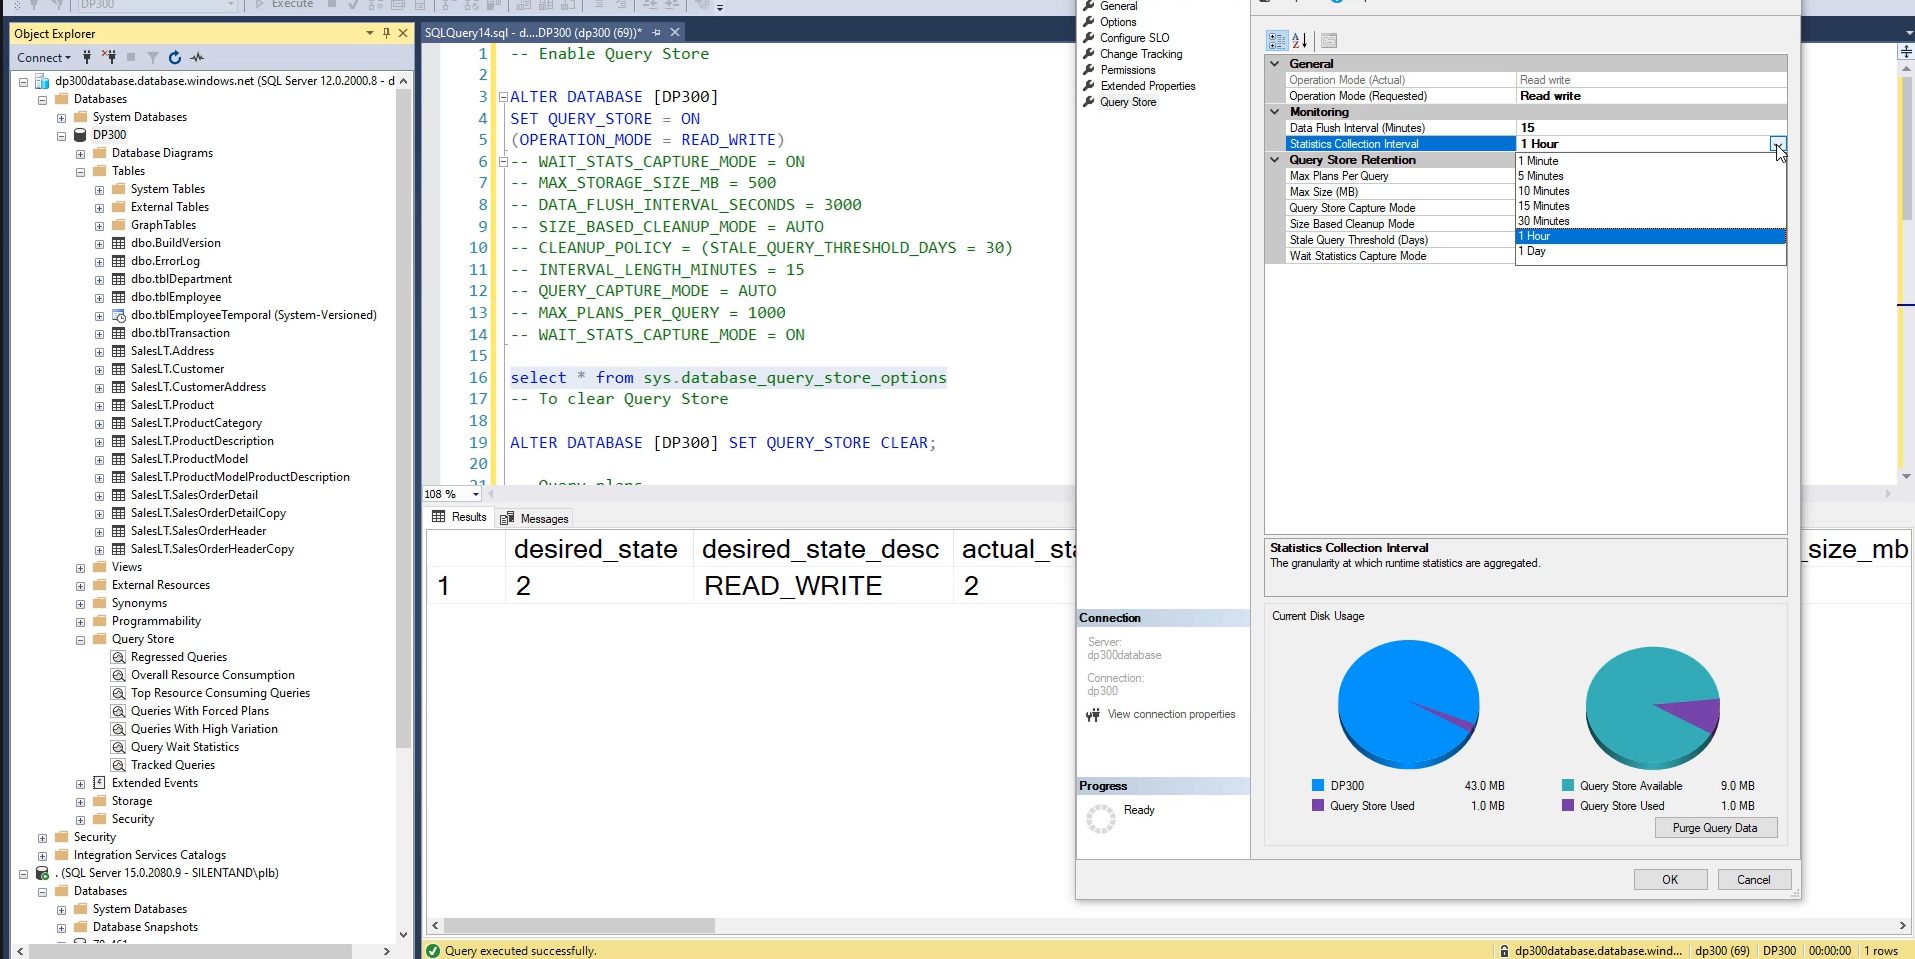 DP300
Execute
Object Explorer
Connect
dp300database.database.windows.net (SQL Server 12.0.2000.8 - d
Databases
System Databases
DP300
Database Diagrams
Tables
System Tables
External Tables
GraphTables
dbo.BuildVersion
dbo.ErrorLog
dbo.tblDepartment
dbo.tblEmployee
dbo.tblEmployeeTemporal (System-Versioned)
dbo.tblTransaction
SalesLT.Address
SalesLT.Customer
SalesLT.CustomerAddress
SalesLT.Product
SalesLT.ProductCategory
SalesLT.ProductDescription
SalesLT.ProductModel
SalesLT.ProductModelProductDescription
SalesLT.SalesOrderDetail
SalesLT.SalesOrderDetailCopy
SalesLT.SalesOrderHeader
SalesLT.SalesOrderHeaderCopy
Views
External Resources
Synonyms
Programmability
Query Store
Regressed Queries
Overall Resource Consumption
Top Resource Consuming Queries
Queries With Forced Plans
Queries With High Variation
Query Wait Statistics
Tracked Queries
Extended Events
Storage
Security
Security
Integration Services Catalogs
. (SQL Server 15.0.2080.9 - SILENTAND\plb)
Databases
System Databases
Database Snapshots
SQLQuery14.sql - d....DP300 (dp300 (69))*
1 -- Enable Query Store
2
3 ALTER DATABASE [DP300]
4 SET QUERY_STORE = ON
5 (OPERATION_MODE = READ_WRITE)
6 -- WAIT_STATS_CAPTURE_MODE = ON
7 -- MAX_STORAGE_SIZE_MB = 500
8 -- DATA_FLUSH_INTERVAL_SECONDS = 3000
9 -- SIZE_BASED_CLEANUP_MODE = AUTO
10 -- CLEANUP_POLICY = (STALE_QUERY_THRESHOLD_DAYS = 30)
11 -- INTERVAL_LENGTH_MINUTES = 15
12 -- QUERY_CAPTURE_MODE = AUTO
13 -- MAX_PLANS_PER_QUERY = 1000
14 -- WAIT_STATS_CAPTURE_MODE = ON
15
16 select * from sys.database_query_store_options
17 -- To clear Query Store
18
19 ALTER DATABASE [DP300] SET QUERY_STORE CLEAR;
20
21 -- Query plans
108 %
Results Messages
desired_state desired_state_desc actual_sta
1 2 READ_WRITE 2
_size_mb
Query executed successfully.
dp300database.database.wind... dp300 (69) DP300 00:00:00 1 rows
General
Options
Configure SLO
Change Tracking
Permissions
Extended Properties
Query Store
Connection
Server:
dp300database
Connection:
dp300
View connection properties
Progress
Ready
General
Operation Mode (Actual) Read write
Operation Mode (Requested) Read write
Monitoring
Data Flush Interval (Minutes) 15
Statistics Collection Interval 1 Hour
Query Store Retention
Max Plans Per Query
Max Size (MB)
Query Store Capture Mode
Size Based Cleanup Mode
Stale Query Threshold (Days)
Wait Statistics Capture Mode
1 Minute
5 Minutes
10 Minutes
15 Minutes
30 Minutes
1 Hour
1 Day
Statistics Collection Interval
The granularity at which runtime statistics are aggregated.
Current Disk Usage
DP300 43.0 MB
Query Store Used 1.0 MB
Query Store Available 9.0 MB
Query Store Used 1.0 MB
Purge Query Data
OK Cancel